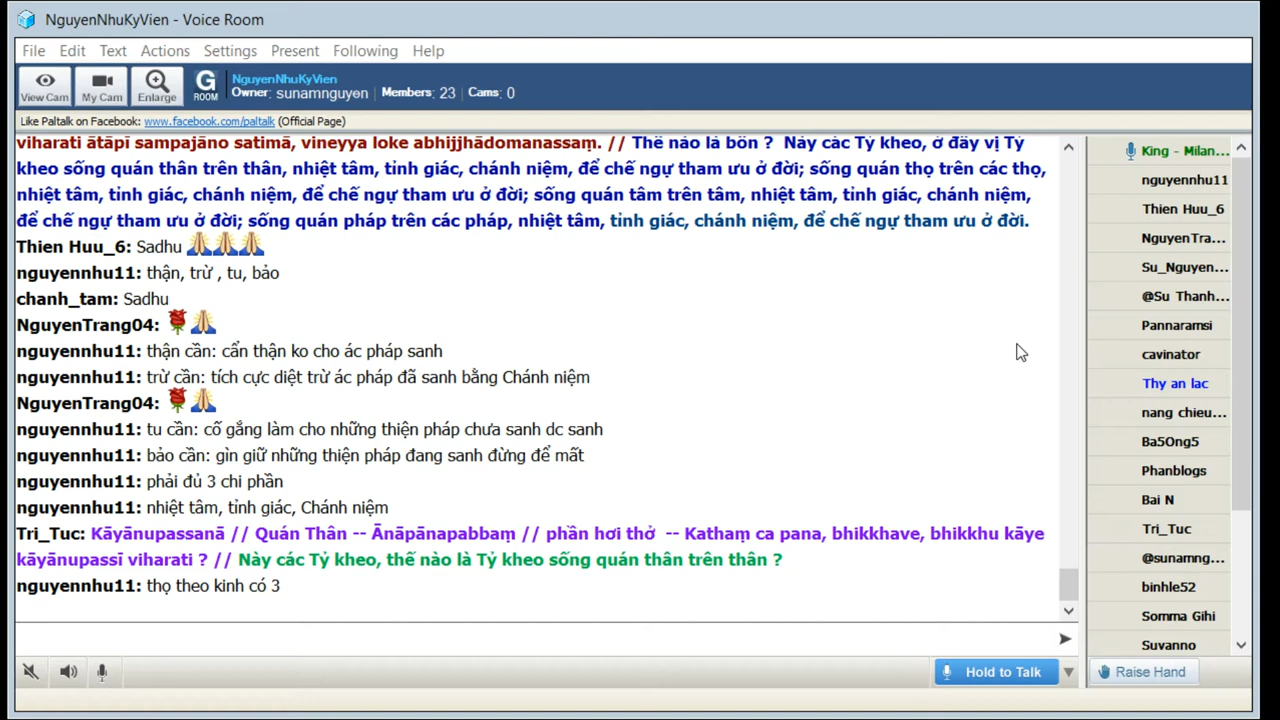 NguyenNhuKyVien - Voice Room
File Edit Text Actions Settings Present Following Help
View Cam My Cam Enlarge G ROOM NguyenNhuKyVien
Owner: sunamnguyen | Members: 23 | Cams: 0
Like Paltalk on Facebook: www.facebook.com/paltalk (Official Page)
viharati ātāpī sampajāno satimā, vineyya loke abhijjhādomanassaṃ. // Thế nào là bốn ? Này các Tỷ kheo, ở đây vị Tỷ
kheo sống quán thân trên thân, nhiệt tâm, tỉnh giác, chánh niệm, để chế ngự tham ưu ở đời; sống quán thọ trên các thọ,
nhiệt tâm, tỉnh giác, chánh niệm, để chế ngự tham ưu ở đời; sống quán tâm trên tâm, nhiệt tâm, tỉnh giác, chánh niệm,
để chế ngự tham ưu ở đời; sống quán pháp trên các pháp, nhiệt tâm, tỉnh giác, chánh niệm, để chế ngự tham ưu ở đời.
Thien Huu_6: Sadhu
nguyennhu11: thận, trừ , tu, bảo
chanh_tam: Sadhu
NguyenTrang04:
nguyennhu11: thận cần: cẩn thận ko cho ác pháp sanh
nguyennhu11: trừ cần: tích cực diệt trừ ác pháp đã sanh bằng Chánh niệm
NguyenTrang04:
nguyennhu11: tu cần: cố gắng làm cho những thiện pháp chưa sanh dc sanh
nguyennhu11: bảo cần: gìn giữ những thiện pháp đang sanh đừng để mất
nguyennhu11: phải đủ 3 chi phần
nguyennhu11: nhiệt tâm, tỉnh giác, Chánh niệm
Tri_Tuc: Kāyānupassanā // Quán Thân -- Ānāpānapabbaṃ // phần hơi thở -- Kathaṃ ca pana, bhikkhave, bhikkhu kāye
kāyānupassī viharati ? // Này các Tỷ kheo, thế nào là Tỷ kheo sống quán thân trên thân ?
nguyennhu11: thọ theo kinh có 3
King - Milan...
nguyennhu11
Thien Huu_6
NguyenTra...
Su_Nguyen...
@Su Thanh...
Pannaramsi
cavinator
Thy an lac
nang chieu...
Ba5Ong5
Phanblogs
Bai N
Tri_Tuc
@sunamng...
binhle52
Somma Gihi
Suvanno
Hold to Talk Raise Hand